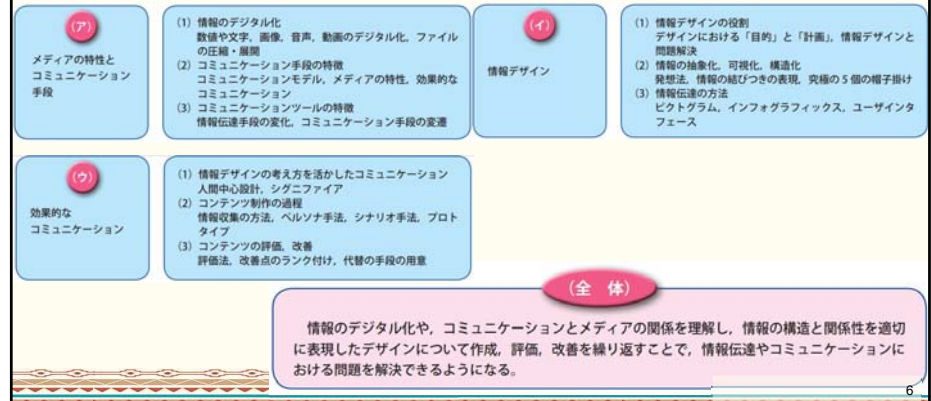 (ア)
メディアの特性と
コミュニケーション
手段
(1) 情報のデジタル化
数値や文字，画像，音声，動画のデジタル化，ファイル
の圧縮・展開
(2) コミュニケーション手段の特徴
コミュニケーションモデル，メディアの特性，効果的な
コミュニケーション
(3) コミュニケーションツールの特徴
情報伝達手段の変化，コミュニケーション手段の変遷
(イ)
情報デザイン
(1) 情報デザインの役割
デザインにおける「目的」と「計画」，情報デザインと
問題解決
(2) 情報の抽象化，可視化，構造化
発想法，情報の結びつきの表現，究極の5個の帽子掛け
(3) 情報伝達の方法
ピクトグラム，インフォグラフィックス，ユーザインタ
フェース
(ウ)
効果的な
コミュニケーション
(1) 情報デザインの考え方を活かしたコミュニケーション
人間中心設計，シグニファイア
(2) コンテンツ制作の過程
情報収集の方法，ペルソナ手法，シナリオ手法，プロト
タイプ
(3) コンテンツの評価，改善
評価法，改善点のランク付け，代替の手段の用意
(全 体)
情報のデジタル化や，コミュニケーションとメディアの関係を理解し，情報の構造と関係性を適切
に表現したデザインについて作成，評価，改善を繰り返すことで，情報伝達やコミュニケーションに
おける問題を解決できるようになる。
6